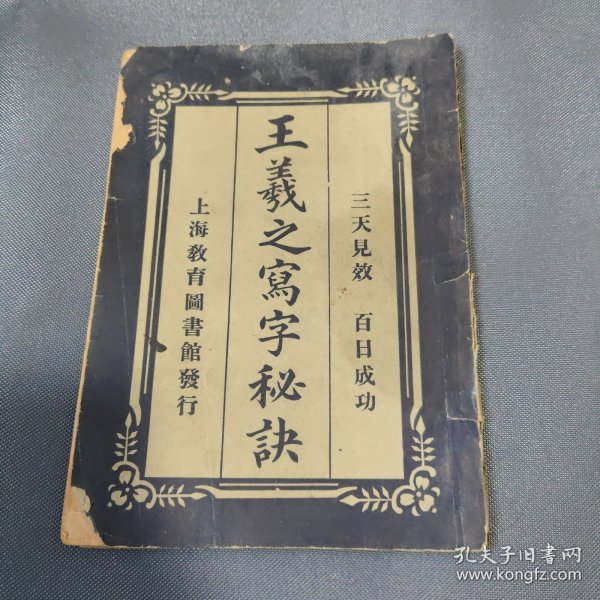 三天見效 百日成功
王羲之寫字秘訣
上海教育圖書館發行
孔夫子旧书网
www.kongfz.com